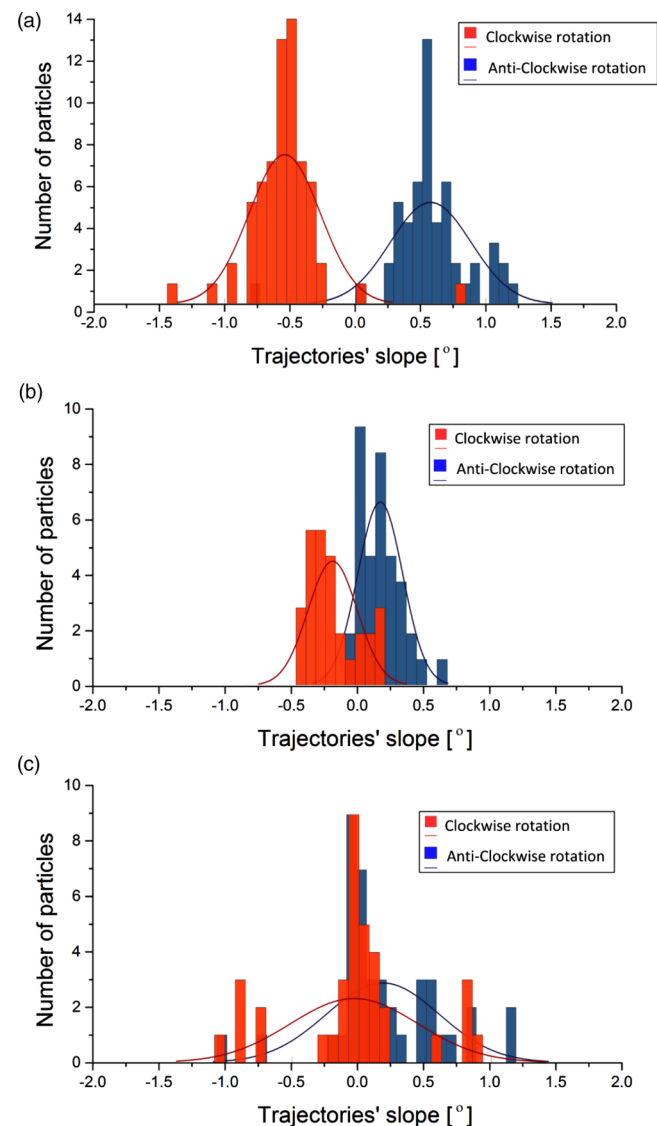 (a)
14
12
10
8
6
4
2
0
Number of particles
Clockwise rotation
Anti-Clockwise rotation
-2.0 -1.5 -1.0 -0.5 0.0 0.5 1.0 1.5 2.0
Trajectories' slope [°]
(b)
10
8
6
4
2
0
Number of particles
Clockwise rotation
Anti-Clockwise rotation
-2.0 -1.5 -1.0 -0.5 0.0 0.5 1.0 1.5 2.0
Trajectories' slope [°]
(c)
10
8
6
4
2
0
Number of particles
Clockwise rotation
Anti-Clockwise rotation
-2.0 -1.5 -1.0 -0.5 0.0 0.5 1.0 1.5 2.0
Trajectories' slope [°]